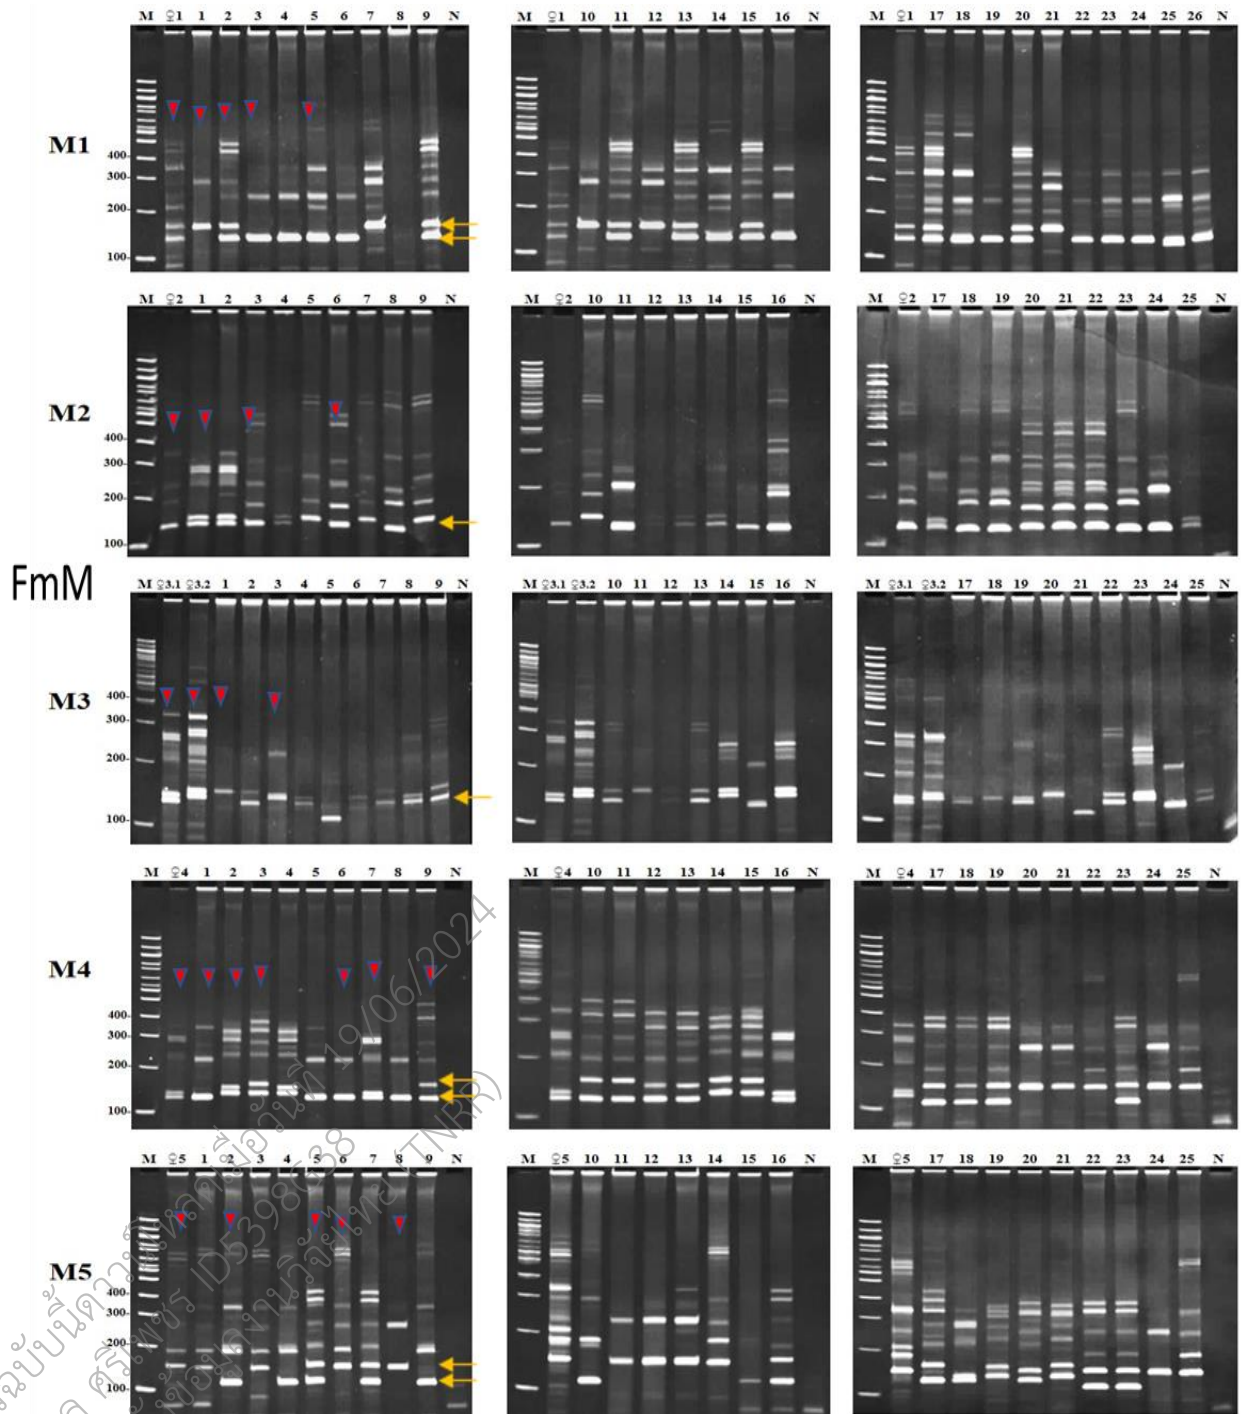 M ♀1 1 2 3 4 5 6 7 8 9 N
M ♀1 10 11 12 13 14 15 16 N
M ♀1 17 18 19 20 21 22 23 24 25 26 N
M1
400
300
200
100
M ♀2 1 2 3 4 5 6 7 8 9 N
M ♀2 10 11 12 13 14 15 16 N
M ♀2 17 18 19 20 21 22 23 24 25 N
M2
400
300
200
100
FmM
M ♀3.1 ♀3.2 1 2 3 4 5 6 7 8 9 N
M ♀3.1 ♀3.2 10 11 12 13 14 15 16 N
M ♀3.1 ♀3.2 17 18 19 20 21 22 23 24 25 N
M3
400
300
200
100
M ♀4 1 2 3 4 5 6 7 8 9 N
M ♀4 10 11 12 13 14 15 16 N
M ♀4 17 18 19 20 21 22 23 24 25 N
M4
400
300
200
100
M ♀5 1 2 3 4 5 6 7 8 9 N
M ♀5 10 11 12 13 14 15 16 N
M ♀5 17 18 19 20 21 22 23 24 25 N
M5
400
300
200
100
19/06/2024
ID5398638
(TNRR)